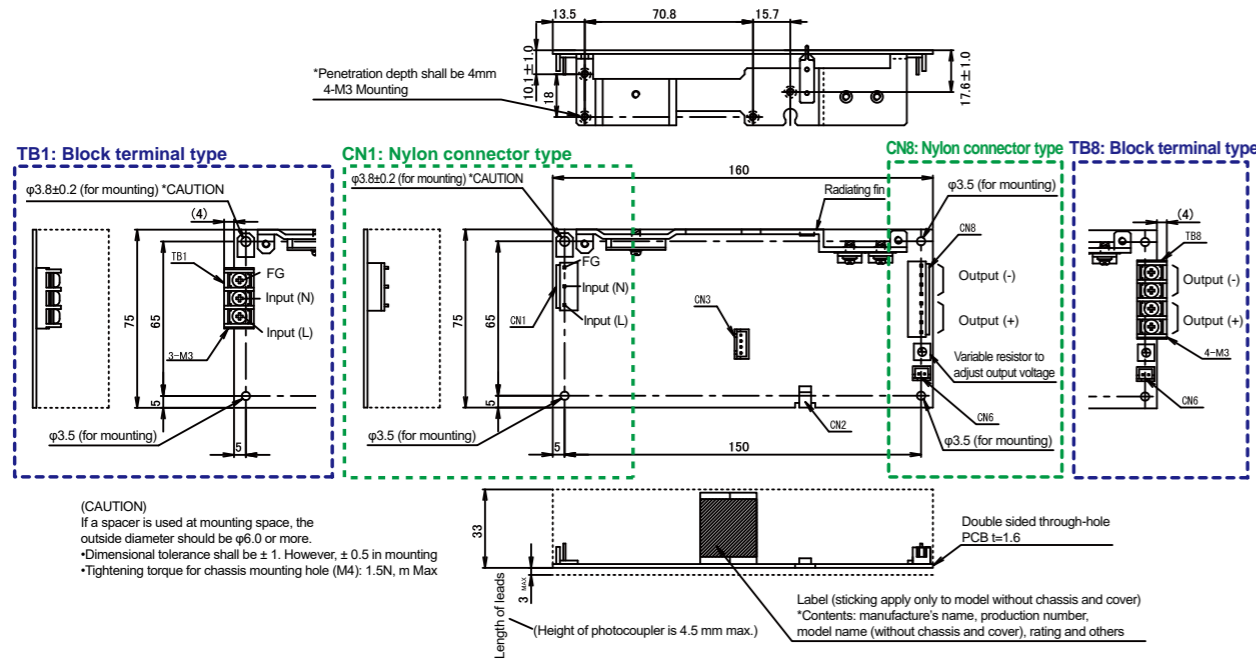 13.5
70.8
15.7
10.1±1.0
18
17.6±1.0
*Penetration depth shall be 4mm
4-M3 Mounting
TB1: Block terminal type
φ3.8±0.2 (for mounting) *CAUTION
(4)
TB1
FG
Input (N)
Input (L)
75
65
3-M3
5
φ3.5 (for mounting)
5
CN1: Nylon connector type
φ3.8±0.2 (for mounting) *CAUTION
160
Radiating fin
FG
Input (N)
Input (L)
CN1
75
65
CN3
5
φ3.5 (for mounting)
5
150
CN2
CN8: Nylon connector type
φ3.5 (for mounting)
CN8
Output (-)
Output (+)
Variable resistor to
adjust output voltage
CN6
φ3.5 (for mounting)
TB8: Block terminal type
(4)
TB8
Output (-)
Output (+)
4-M3
CN6
(CAUTION)
If a spacer is used at mounting space, the
outside diameter should be φ6.0 or more.
•Dimensional tolerance shall be ± 1. However, ± 0.5 in mounting
•Tightening torque for chassis mounting hole (M4): 1.5N, m Max
33
3 MAX
Length of leads
(Height of photocoupler is 4.5 mm max.)
Double sided through-hole
PCB t=1.6
Label (sticking apply only to model without chassis and cover)
*Contents: manufacture's name, production number,
model name (without chassis and cover), rating and others